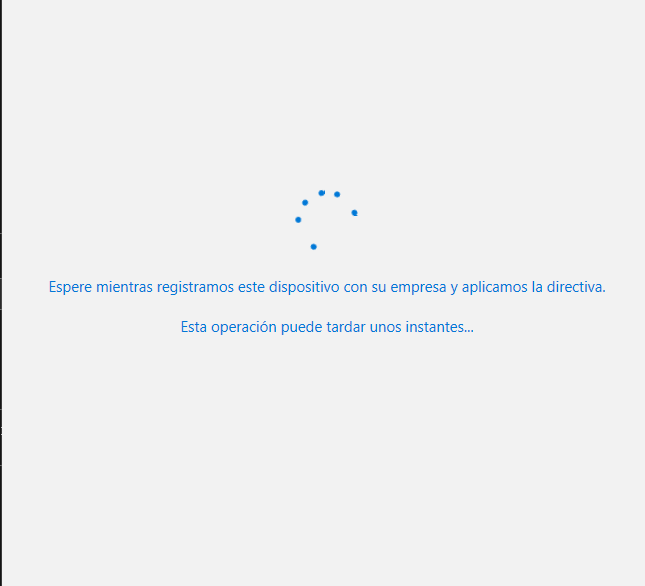 Espere mientras registramos este dispositivo con su empresa y aplicamos la directiva.
Esta operación puede tardar unos instantes...